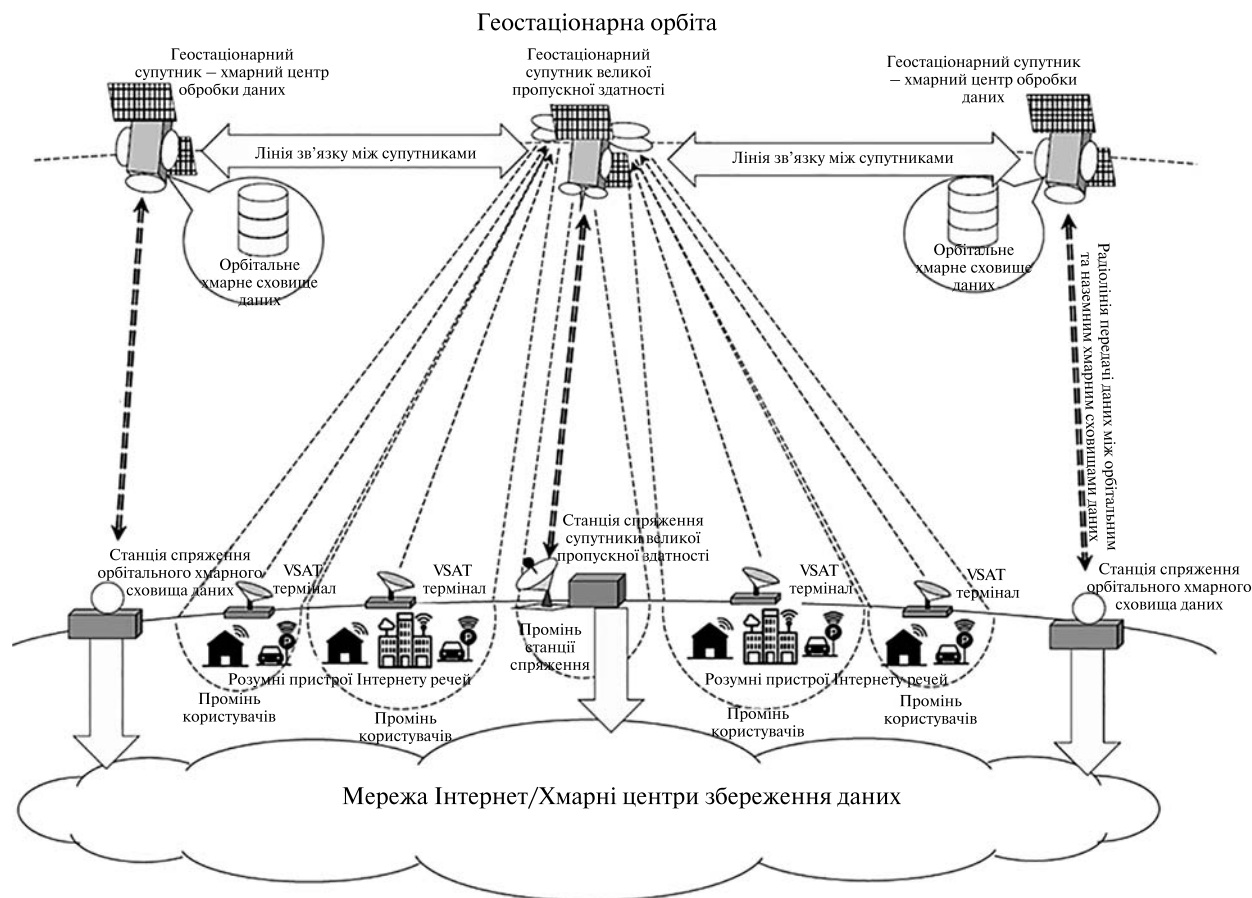 Геостаціонарна орбіта
Геостаціонарний
супутник – хмарний центр
обробки даних
Геостаціонарний
супутник великої
пропускної здатності
Геостаціонарний супутник
– хмарний центр обробки
даних
Лінія зв'язку між супутниками
Лінія зв'язку між супутниками
Орбітальне
хмарне сховище
даних
Орбітальне
хмарне сховище
даних
Радіолінія передачі даних між орбітальним
та наземним хмарним сховищами даних
Станція спряження
орбітального хмарного
сховища даних
VSAT
термінал
VSAT
термінал
Станція спряження
супутники великої
пропускної здатності
VSAT
термінал
VSAT
термінал
Станція спряження
орбітального хмарного
сховища даних
Промінь
станції
спряження
Розумні пристрої Інтернету речей
Розумні пристрої Інтернету речей
Промінь
користувачів
Промінь
користувачів
Промінь
користувачів
Промінь
користувачів
Мережа Інтернет/Хмарні центри збереження даних